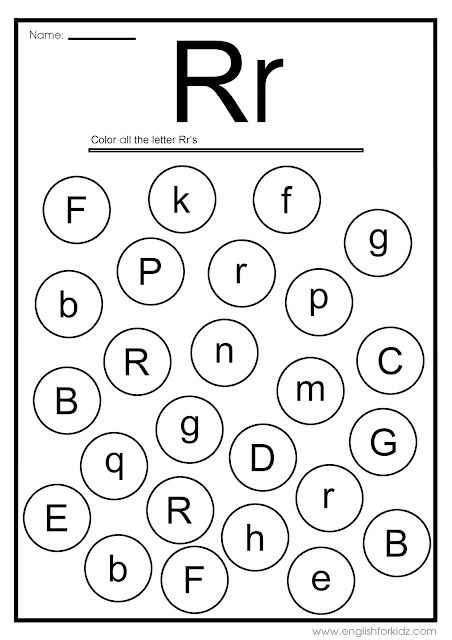 Name:
Rr
Color all the letter Rr's
F k f
g
P r
b p
R n
C
B m
g
q D G
E R r
h B
b F e
www.englishforkidz.com